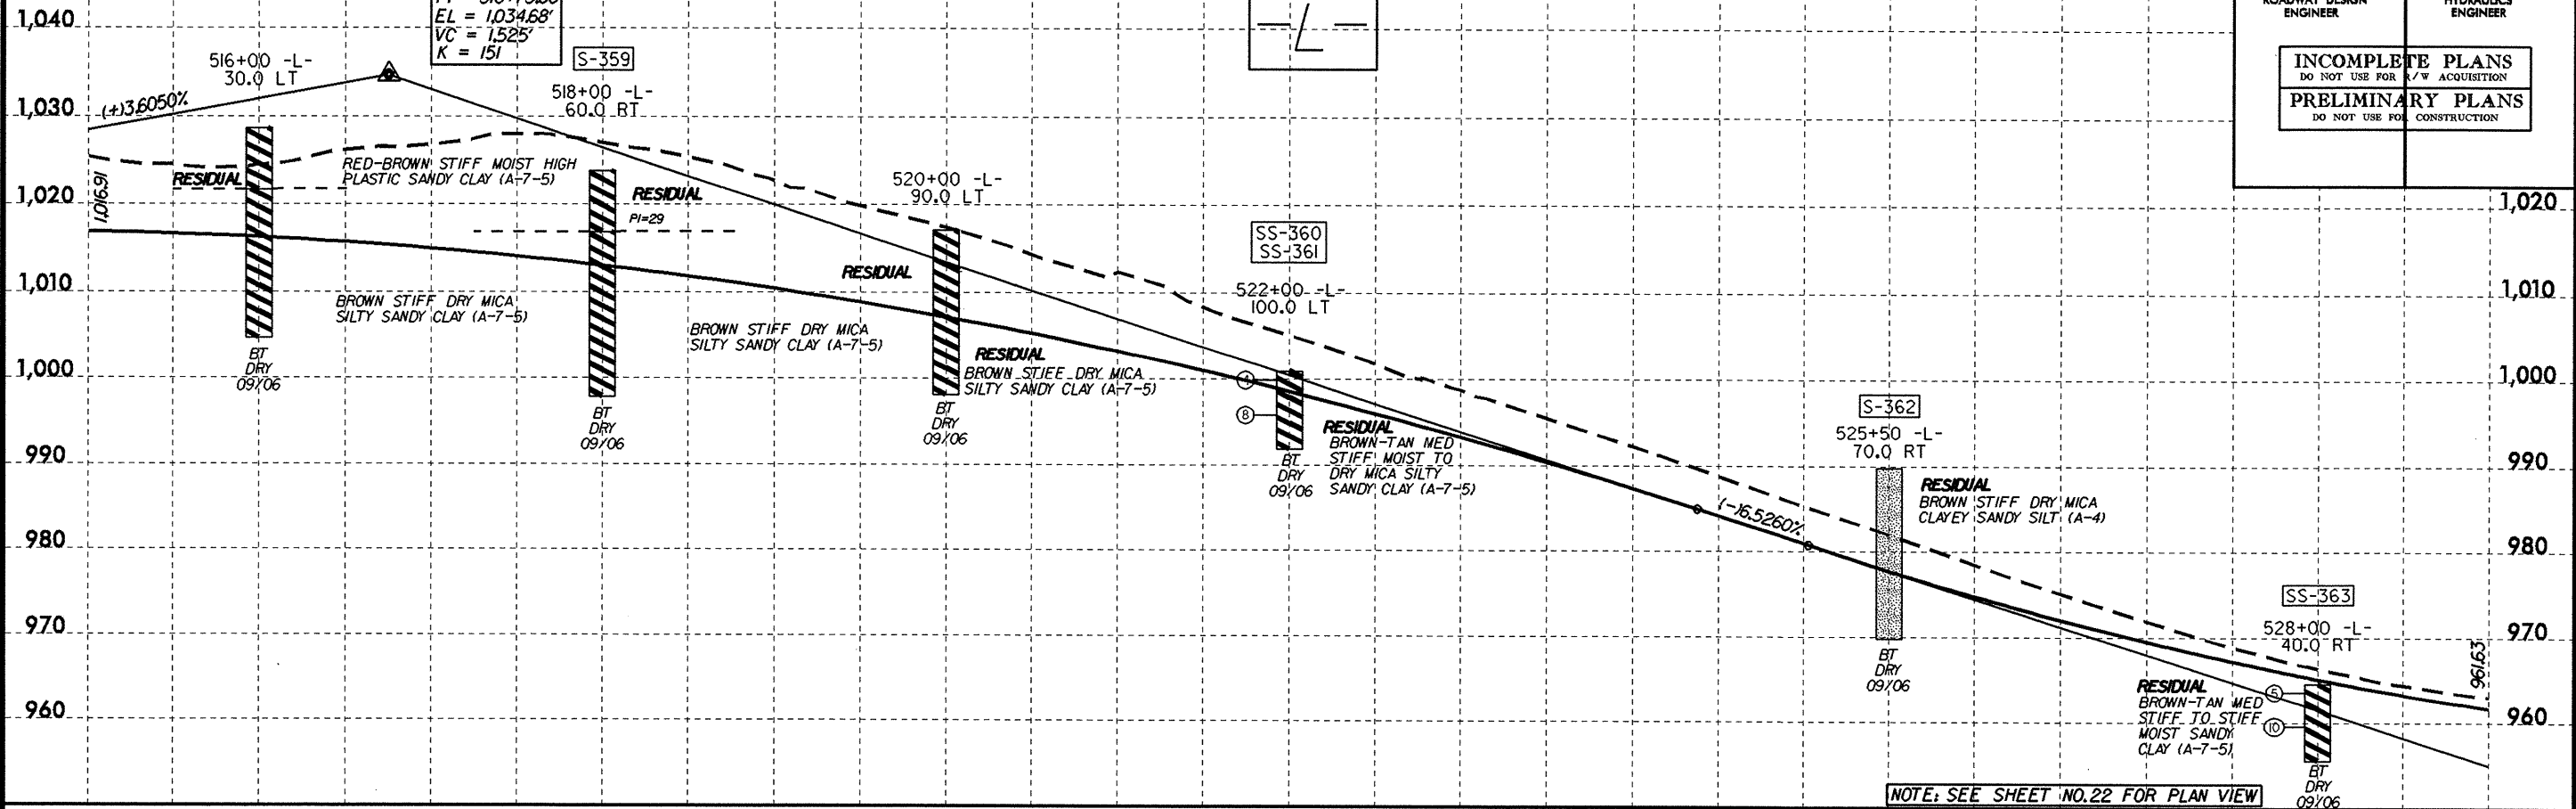 EL = 1,034.68'
VC = 1,525'
K = 151
-L-
ROADWAY DESIGN
ENGINEER
HYDRAULICS
ENGINEER
INCOMPLETE PLANS
DO NOT USE FOR R/W ACQUISITION
PRELIMINARY PLANS
DO NOT USE FOR CONSTRUCTION
1,040
1,030
1,020
1,010
1,000
990
980
970
960
1,020
1,010
1,000
990
980
970
960
(+)3.6050%
1,016.91
516+00 -L-
30.0 LT
RESIDUAL
RED-BROWN STIFF MOIST HIGH
PLASTIC SANDY CLAY (A-7-5)
BROWN STIFF DRY MICA
SILTY SANDY CLAY (A-7-5)
BT
DRY
09/06
S-359
518+00 -L-
60.0 RT
RESIDUAL
PI=29
BROWN STIFF DRY MICA
SILTY SANDY CLAY (A-7-5)
BT
DRY
09/06
520+00 -L-
90.0 LT
RESIDUAL
RESIDUAL
BROWN STIFF DRY MICA
SILTY SANDY CLAY (A-7-5)
BT
DRY
09/06
SS-360
SS-361
522+00 -L-
100.0 LT
8
RESIDUAL
BROWN-TAN MED
STIFF MOIST TO
DRY MICA SILTY
SANDY CLAY (A-7-5)
BT
DRY
09/06
(-)6.5260%
S-362
525+50 -L-
70.0 RT
RESIDUAL
BROWN STIFF DRY MICA
CLAYEY SANDY SILT (A-4)
BT
DRY
09/06
SS-363
528+00 -L-
40.0 RT
961.63
RESIDUAL
BROWN-TAN MED
STIFF TO STIFF
MOIST SANDY
CLAY (A-7-5)
5
10
BT
DRY
09/06
NOTE: SEE SHEET NO.22 FOR PLAN VIEW